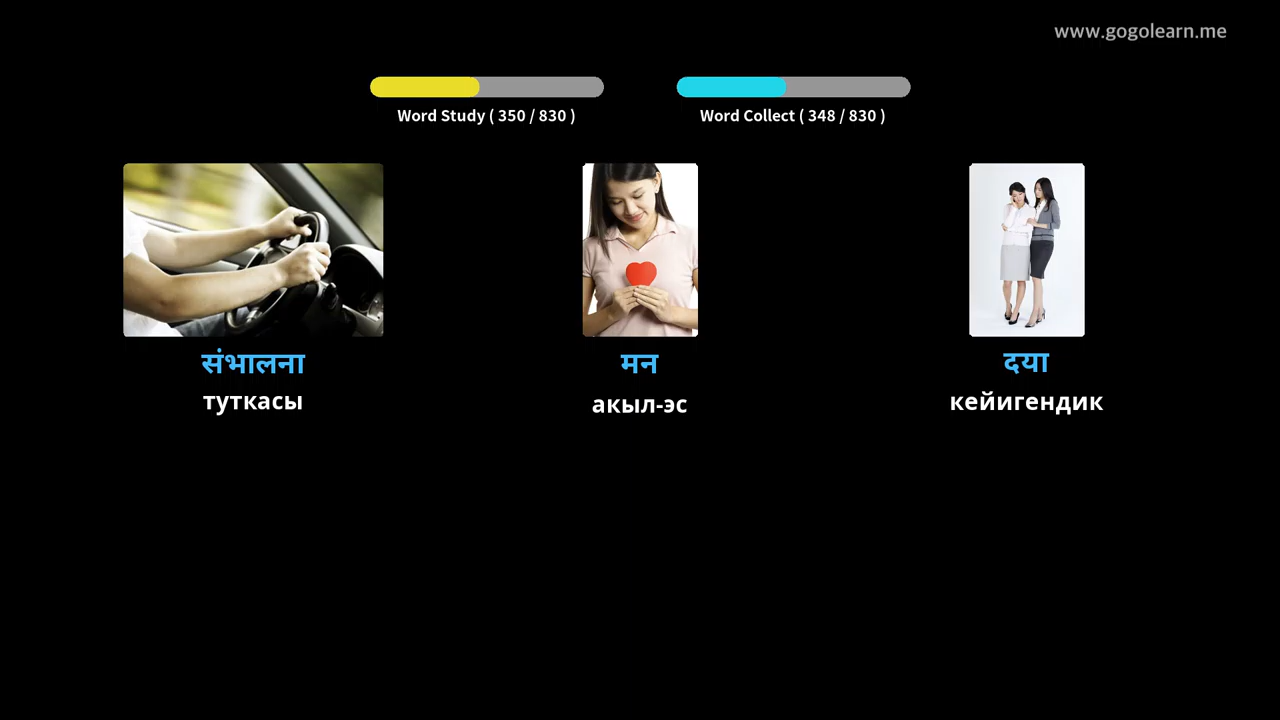 www.gogolearn.me
Word Study ( 350 / 830 )
Word Collect ( 348 / 830 )
संभालना
मन
दया
туткасы
акыл-эс
кейигендик